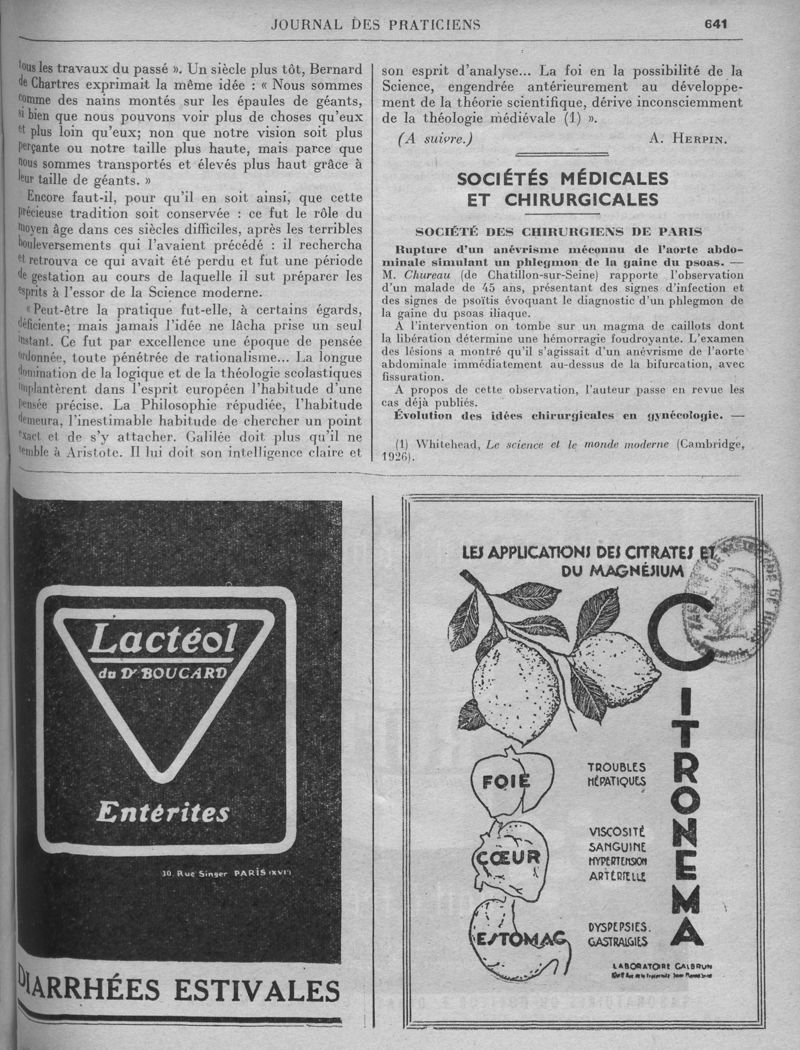 JOURNAL DES PRATICIENS
641
tous les travaux du passé ». Un siècle plus tôt, Bernard
de Chartres exprimait la même idée : « Nous sommes
comme des nains montés sur les épaules de géants,
si bien que nous pouvons voir plus de choses qu'eux
et plus loin qu'eux; non que notre vision soit plus
perçante ou notre taille plus haute, mais parce que
nous sommes transportés et élevés plus haut grâce à
leur taille de géants. »
Encore faut-il, pour qu'il en soit ainsi, que cette
précieuse tradition soit conservée : ce fut le rôle du
moyen âge dans ces siècles difficiles, après les terribles
bouleversements qui l'avaient précédé : il rechercha
et retrouva ce qui avait été perdu et fut une période
de gestation au cours de laquelle il sut préparer les
esprits à l'essor de la Science moderne.
« Peut-être la pratique fut-elle, à certains égards,
déficiente; mais jamais l'idée ne lâcha prise un seul
instant. Ce fut par excellence une époque de pensée
ordonnée, toute pénétrée de rationalisme... La longue
domination de la logique et de la théologie scolastiques
implantèrent dans l'esprit européen l'habitude d'une
pensée précise. La Philosophie répudiée, l'habitude
demeura, l'inestimable habitude de chercher un point
exact et de s'y attacher. Galilée doit plus qu'il ne
semble à Aristote. Il lui doit son intelligence claire et
son esprit d'analyse... La foi en la possibilité de la
Science, engendrée antérieurement au développe-
ment de la théorie scientifique, dérive inconsciemment
de la théologie médiévale (1) ».
(A suivre.) A. HERPIN.
SOCIÉTÉS MÉDICALES
ET CHIRURGICALES
SOCIÉTÉ DES CHIRURGIENS DE PARIS
Rupture d'un anévrisme méconnu de l'aorte abdo-
minale simulant un phlegmon de la gaine du psoas. —
M. Chureau (de Chatillon-sur-Seine) rapporte l'observation
d'un malade de 45 ans, présentant des signes d'infection et
des signes de psoïtis évoquant le diagnostic d'un phlegmon de
la gaine du psoas iliaque.
A l'intervention on tombe sur un magma de caillots dont
la libération détermine une hémorragie foudroyante. L'examen
des lésions a montré qu'il s'agissait d'un anévrisme de l'aorte
abdominale immédiatement au-dessus de la bifurcation, avec
fissuration.
A propos de cette observation, l'auteur passe en revue les
cas déjà publiés.
Évolution des idées chirurgicales en gynécologie. —
(1) Whitehead, Le science et le monde moderne (Cambridge,
1926).
Lactéol
du Dr BOUCARD
Entérites
30, Rue Singer PARIS (XVIe)
DIARRHÉES ESTIVALES
LES APPLICATIONS DES CITRATES ET
DU MAGNÉSIUM
CITRONEMA
FOIE
TROUBLES
HÉPATIQUES
CŒUR
VISCOSITÉ
SANGUINE
HYPERTENSION
ARTÉRIELLE
ESTOMAC
DYSPEPSIES.
GASTRALGIES
LABORATOIRE GALBRUN